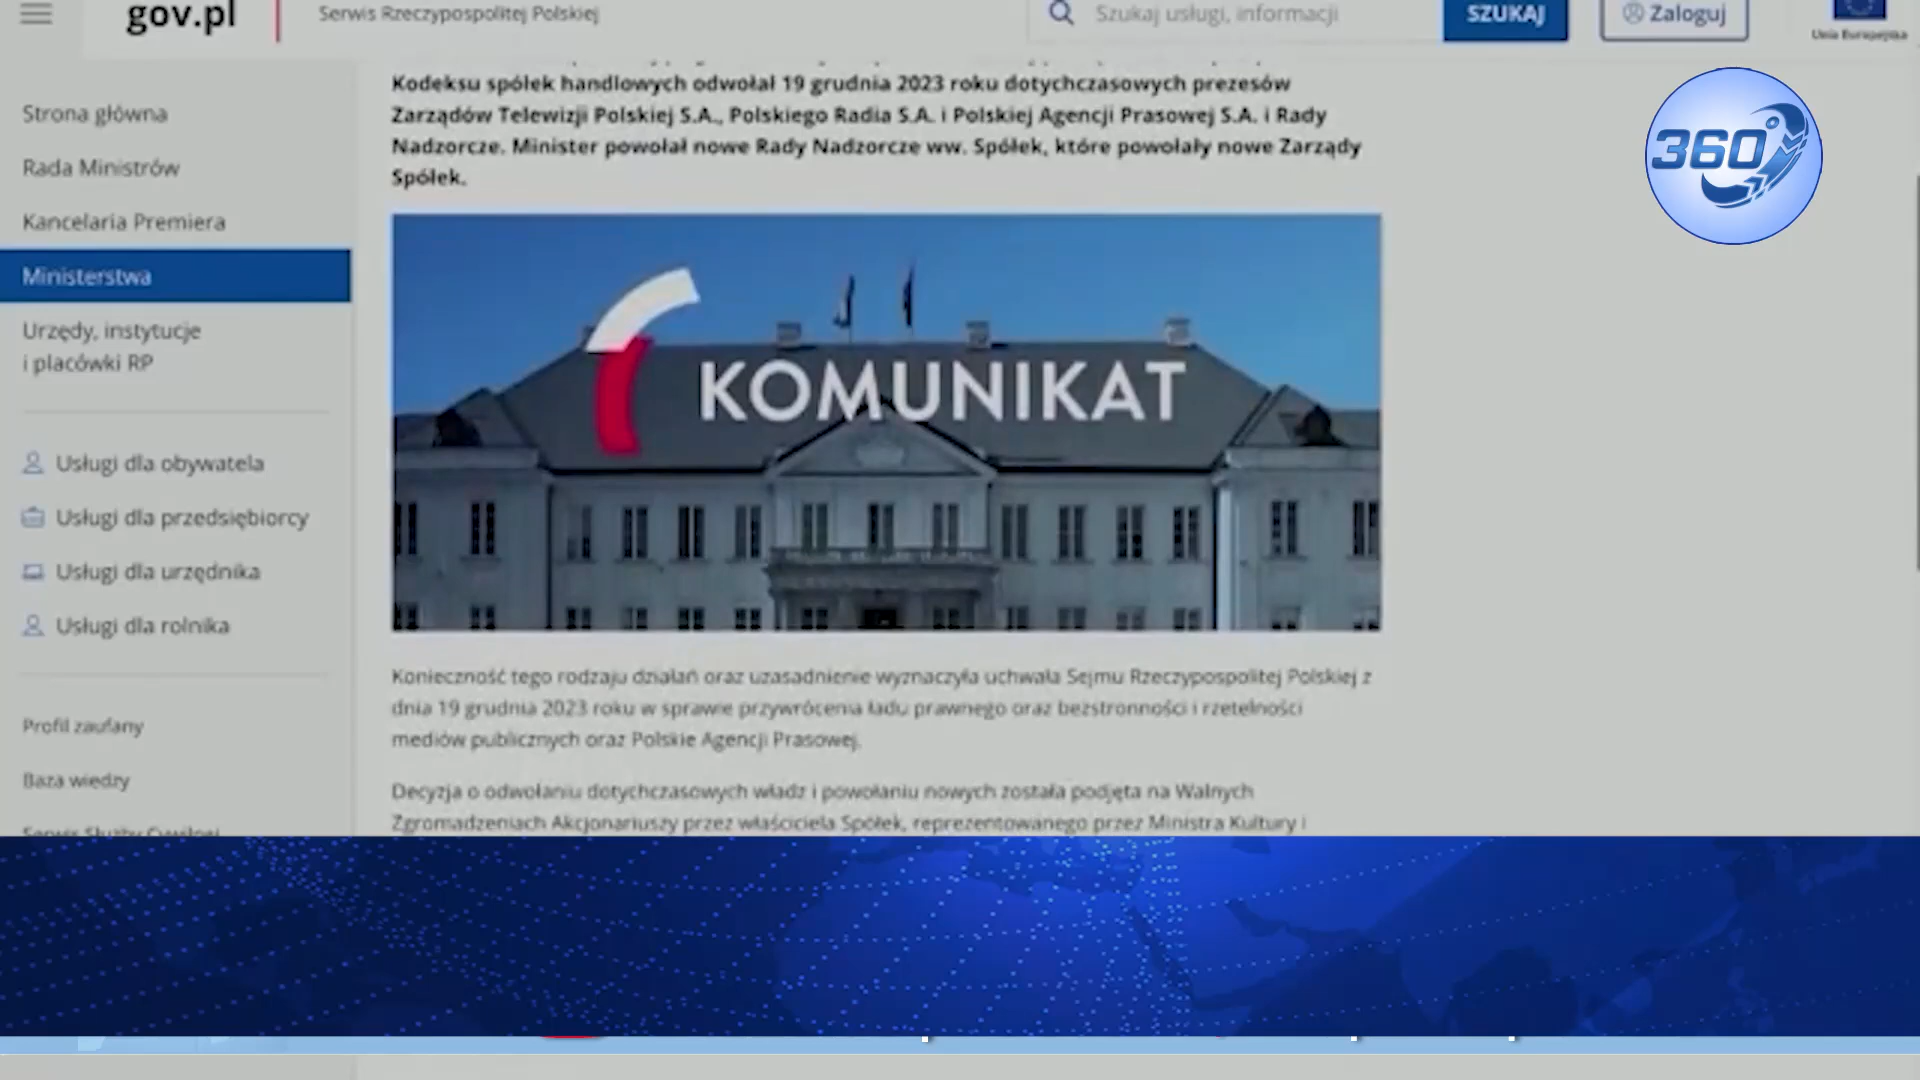 gov.pl
Serwis Rzeczypospolitej Polskiej
Szukaj usługi, informacji
SZUKAJ
Zaloguj
Unia Europejska
Strona główna
Rada Ministrów
Kancelaria Premiera
Ministerstwa
Urzędy, instytucje
i placówki RP
Usługi dla obywatela
Usługi dla przedsiębiorcy
Usługi dla urzędnika
Usługi dla rolnika
Profil zaufany
Baza wiedzy
Serwis Służby Cywilnej
Kodeksu spółek handlowych odwołał 19 grudnia 2023 roku dotychczasowych prezesów
Zarządów Telewizji Polskiej S.A., Polskiego Radia S.A. i Polskiej Agencji Prasowej S.A. i Rady
Nadzorcze. Minister powołał nowe Rady Nadzorcze ww. Spółek, które powołały nowe Zarządy
Spółek.
KOMUNIKAT
Konieczność tego rodzaju działań oraz uzasadnienie wyznaczyła uchwała Sejmu Rzeczypospolitej Polskiej z
dnia 19 grudnia 2023 roku w sprawie przywrócenia ładu prawnego oraz bezstronności i rzetelności
mediów publicznych oraz Polskie Agencji Prasowej.
Decyzja o odwołaniu dotychczasowych władz i powołaniu nowych została podjęta na Walnych
Zgromadzeniach Akcjonariuszy przez właściciela Spółek, reprezentowanego przez Ministra Kultury i
360°